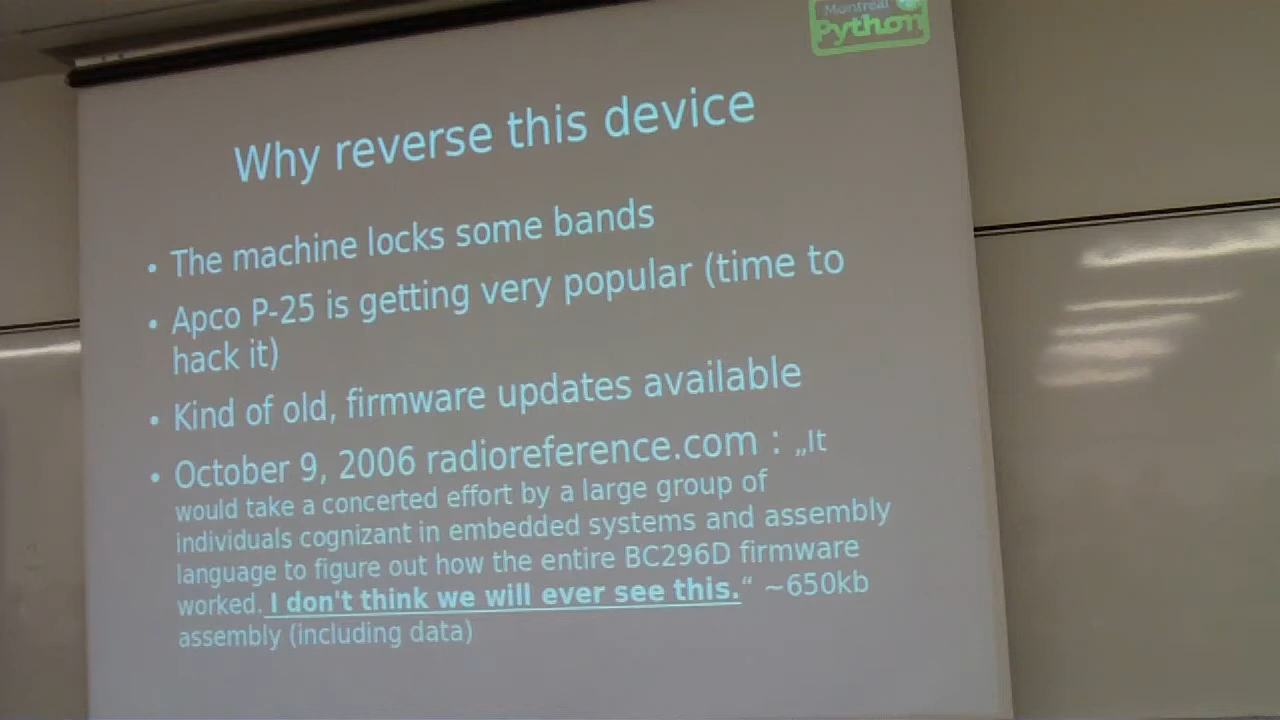 Montréal
Python
Why reverse this device
• The machine locks some bands
• Apco P-25 is getting very popular (time to
hack it)
• Kind of old, firmware updates available
• October 9, 2006 radioreference.com : „It
would take a concerted effort by a large group of
individuals cognizant in embedded systems and assembly
language to figure out how the entire BC296D firmware
worked. I don't think we will ever see this.“ ~650kb
assembly (including data)